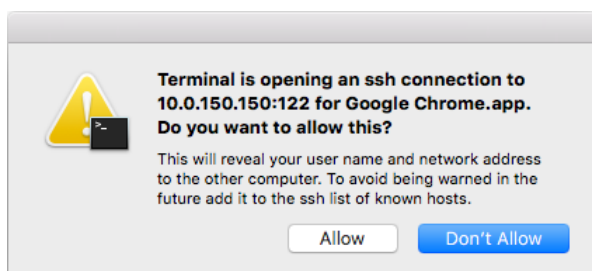 Terminal is opening an ssh connection to
10.0.150.150:122 for Google Chrome.app.
Do you want to allow this?
This will reveal your user name and network address
to the other computer. To avoid being warned in the
future add it to the ssh list of known hosts.
Allow Don't Allow